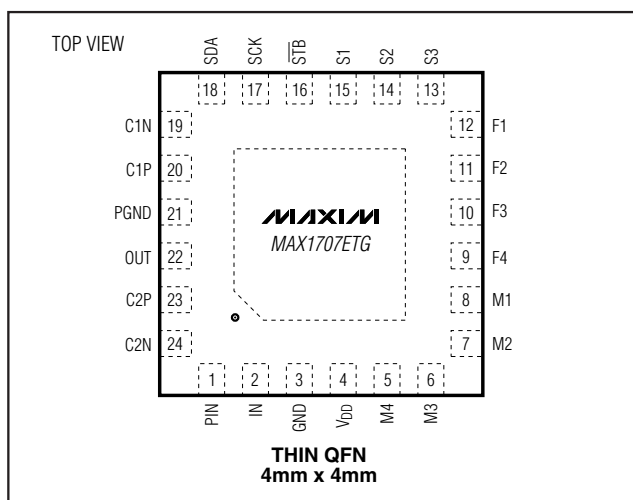 TOP VIEW
SDA SCK S̅T̅B̅ S1 S2 S3
18 17 16 15 14 13
C1N 19 12 F1
C1P 20 11 F2
PGND 21 10 F3
MAXIM
MAX1707ETG
OUT 22 9 F4
C2P 23 8 M1
C2N 24 7 M2
1 2 3 4 5 6
PIN IN GND VDD M4 M3
THIN QFN
4mm x 4mm